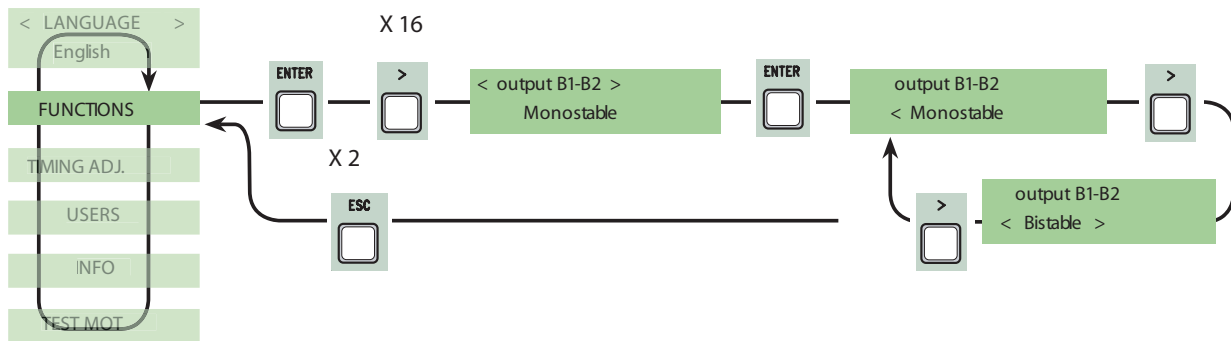 < LANGUAGE >
English
FUNCTIONS
TIMING ADJ.
USERS
INFO
TEST MOT
ENTER
X 16
>
< output B1-B2 >
Monostable
ENTER
output B1-B2
< Monostable
>
output B1-B2
< Bistable >
>
X 2
ESC